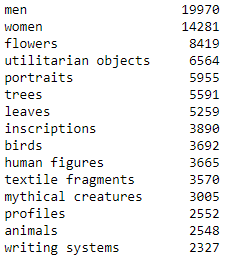 men 19970
women 14281
flowers 8419
utilitarian objects 6564
portraits 5955
trees 5591
leaves 5259
inscriptions 3890
birds 3692
human figures 3665
textile fragments 3570
mythical creatures 3005
profiles 2552
animals 2548
writing systems 2327